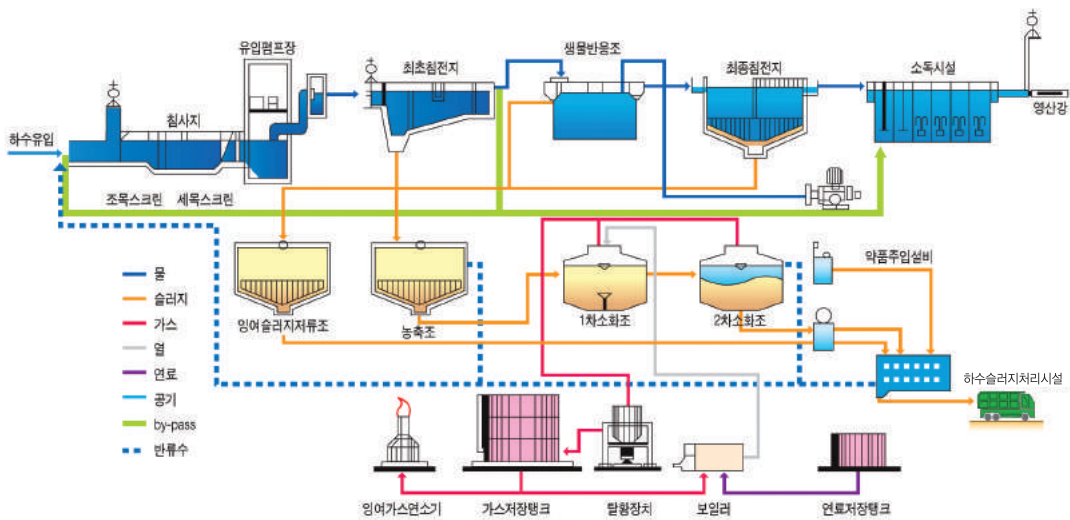 유입펌프장
최초침전지
생물반응조
최종침전지
소독시설
침사지
영산강
하수유입
조목스크린
세목스크린
물
슬러지
가스
열
연료
공기
by-pass
반류수
잉여슬러지저류조
농축조
1차소화조
2차소화조
약품주입설비
하수슬러지처리시설
잉여가스연소기
가스저장탱크
탈황장치
보일러
연료저장탱크